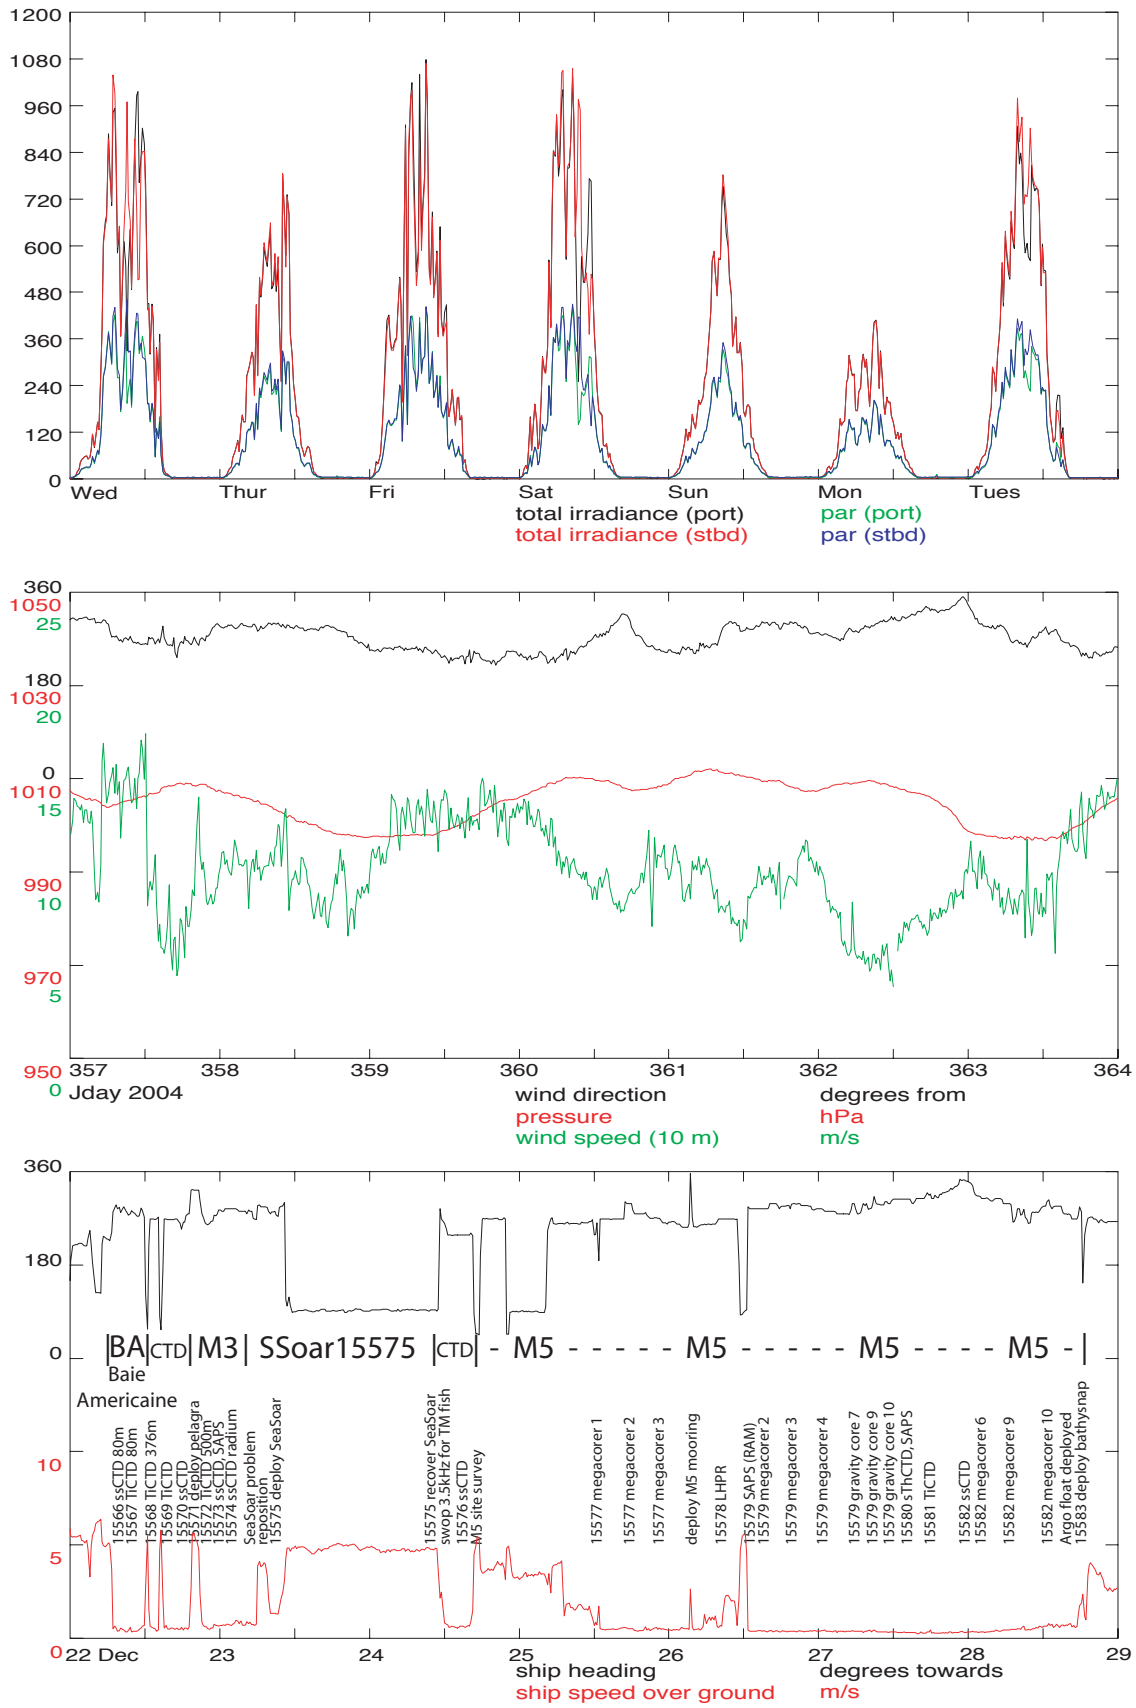 1200
1080
960
840
720
600
480
360
240
120
0
Wed Thur Fri Sat Sun Mon Tues
total irradiance (port) par (port)
total irradiance (stbd) par (stbd)
360
1050
25
180
1030
20
0
1010
15
990
10
970
5
950
0
357 358 359 360 361 362 363 364
Jday 2004
wind direction degrees from
pressure hPa
wind speed (10 m) m/s
360
180
0
10
5
0
BA CTD M3 SSoar15575 CTD - M5 - - - - - - M5 - - - - - M5 - - - - M5 -
Baie
Americaine
15566 ssCTD 80m
15567 TiCTD 80m
15568 TiCTD 376m
15569 TiCTD
15570 ssCTD
15571 deploy pelagra
15572 TiCTD 500m
15573 ssCTD, SAPS
15574 ssCTD radium
SeaSoar problem
reposition
15575 deploy SeaSoar
15575 recover SeaSoar
swop 3.5kHz for TM fish
15576 ssCTD
M5 site survey
15577 megacorer 1
15577 megacorer 2
15577 megacorer 3
deploy M5 mooring
15578 LHPR
15579 SAPS (RAM)
15579 megacorer 2
15579 megacorer 3
15579 megacorer 4
15579 gravity core 7
15579 gravity core 9
15579 gravity core 10
15580 sThCTD, SAPS
15581 TiCTD
15582 ssCTD
15582 megacorer 6
15582 megacorer 9
15582 megacorer 10
Argo float deployed
15583 deploy bathysnap
22 Dec 23 24 25 26 27 28 29
ship heading degrees towards
ship speed over ground m/s